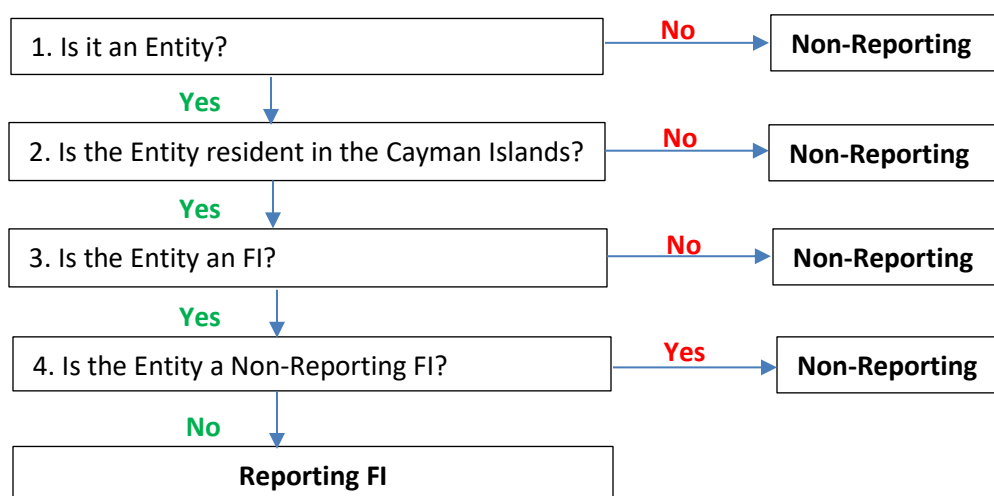 1. Is it an Entity?
No
Non-Reporting
Yes
2. Is the Entity resident in the Cayman Islands?
No
Non-Reporting
Yes
3. Is the Entity an FI?
No
Non-Reporting
Yes
4. Is the Entity a Non-Reporting FI?
Yes
Non-Reporting
No
Reporting FI